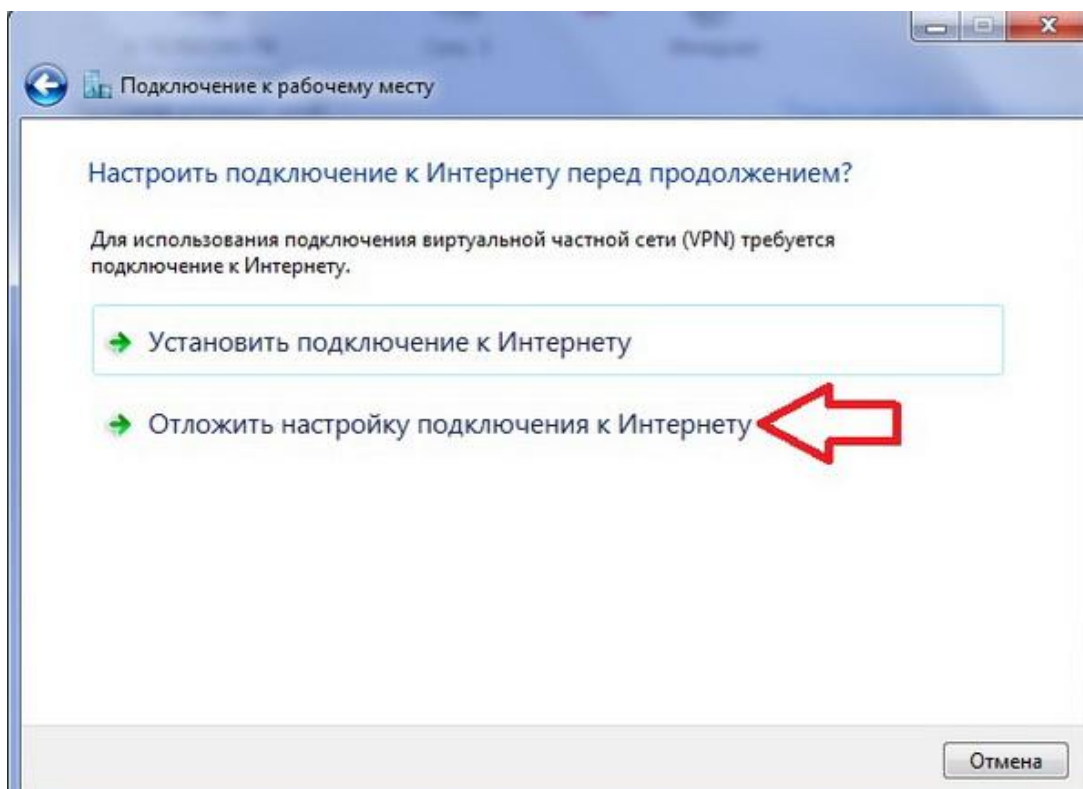 Подключение к рабочему месту
Настроить подключение к Интернету перед продолжением?
Для использования подключения виртуальной частной сети (VPN) требуется
подключение к Интернету.
Установить подключение к Интернету
Отложить настройку подключения к Интернету
Отмена